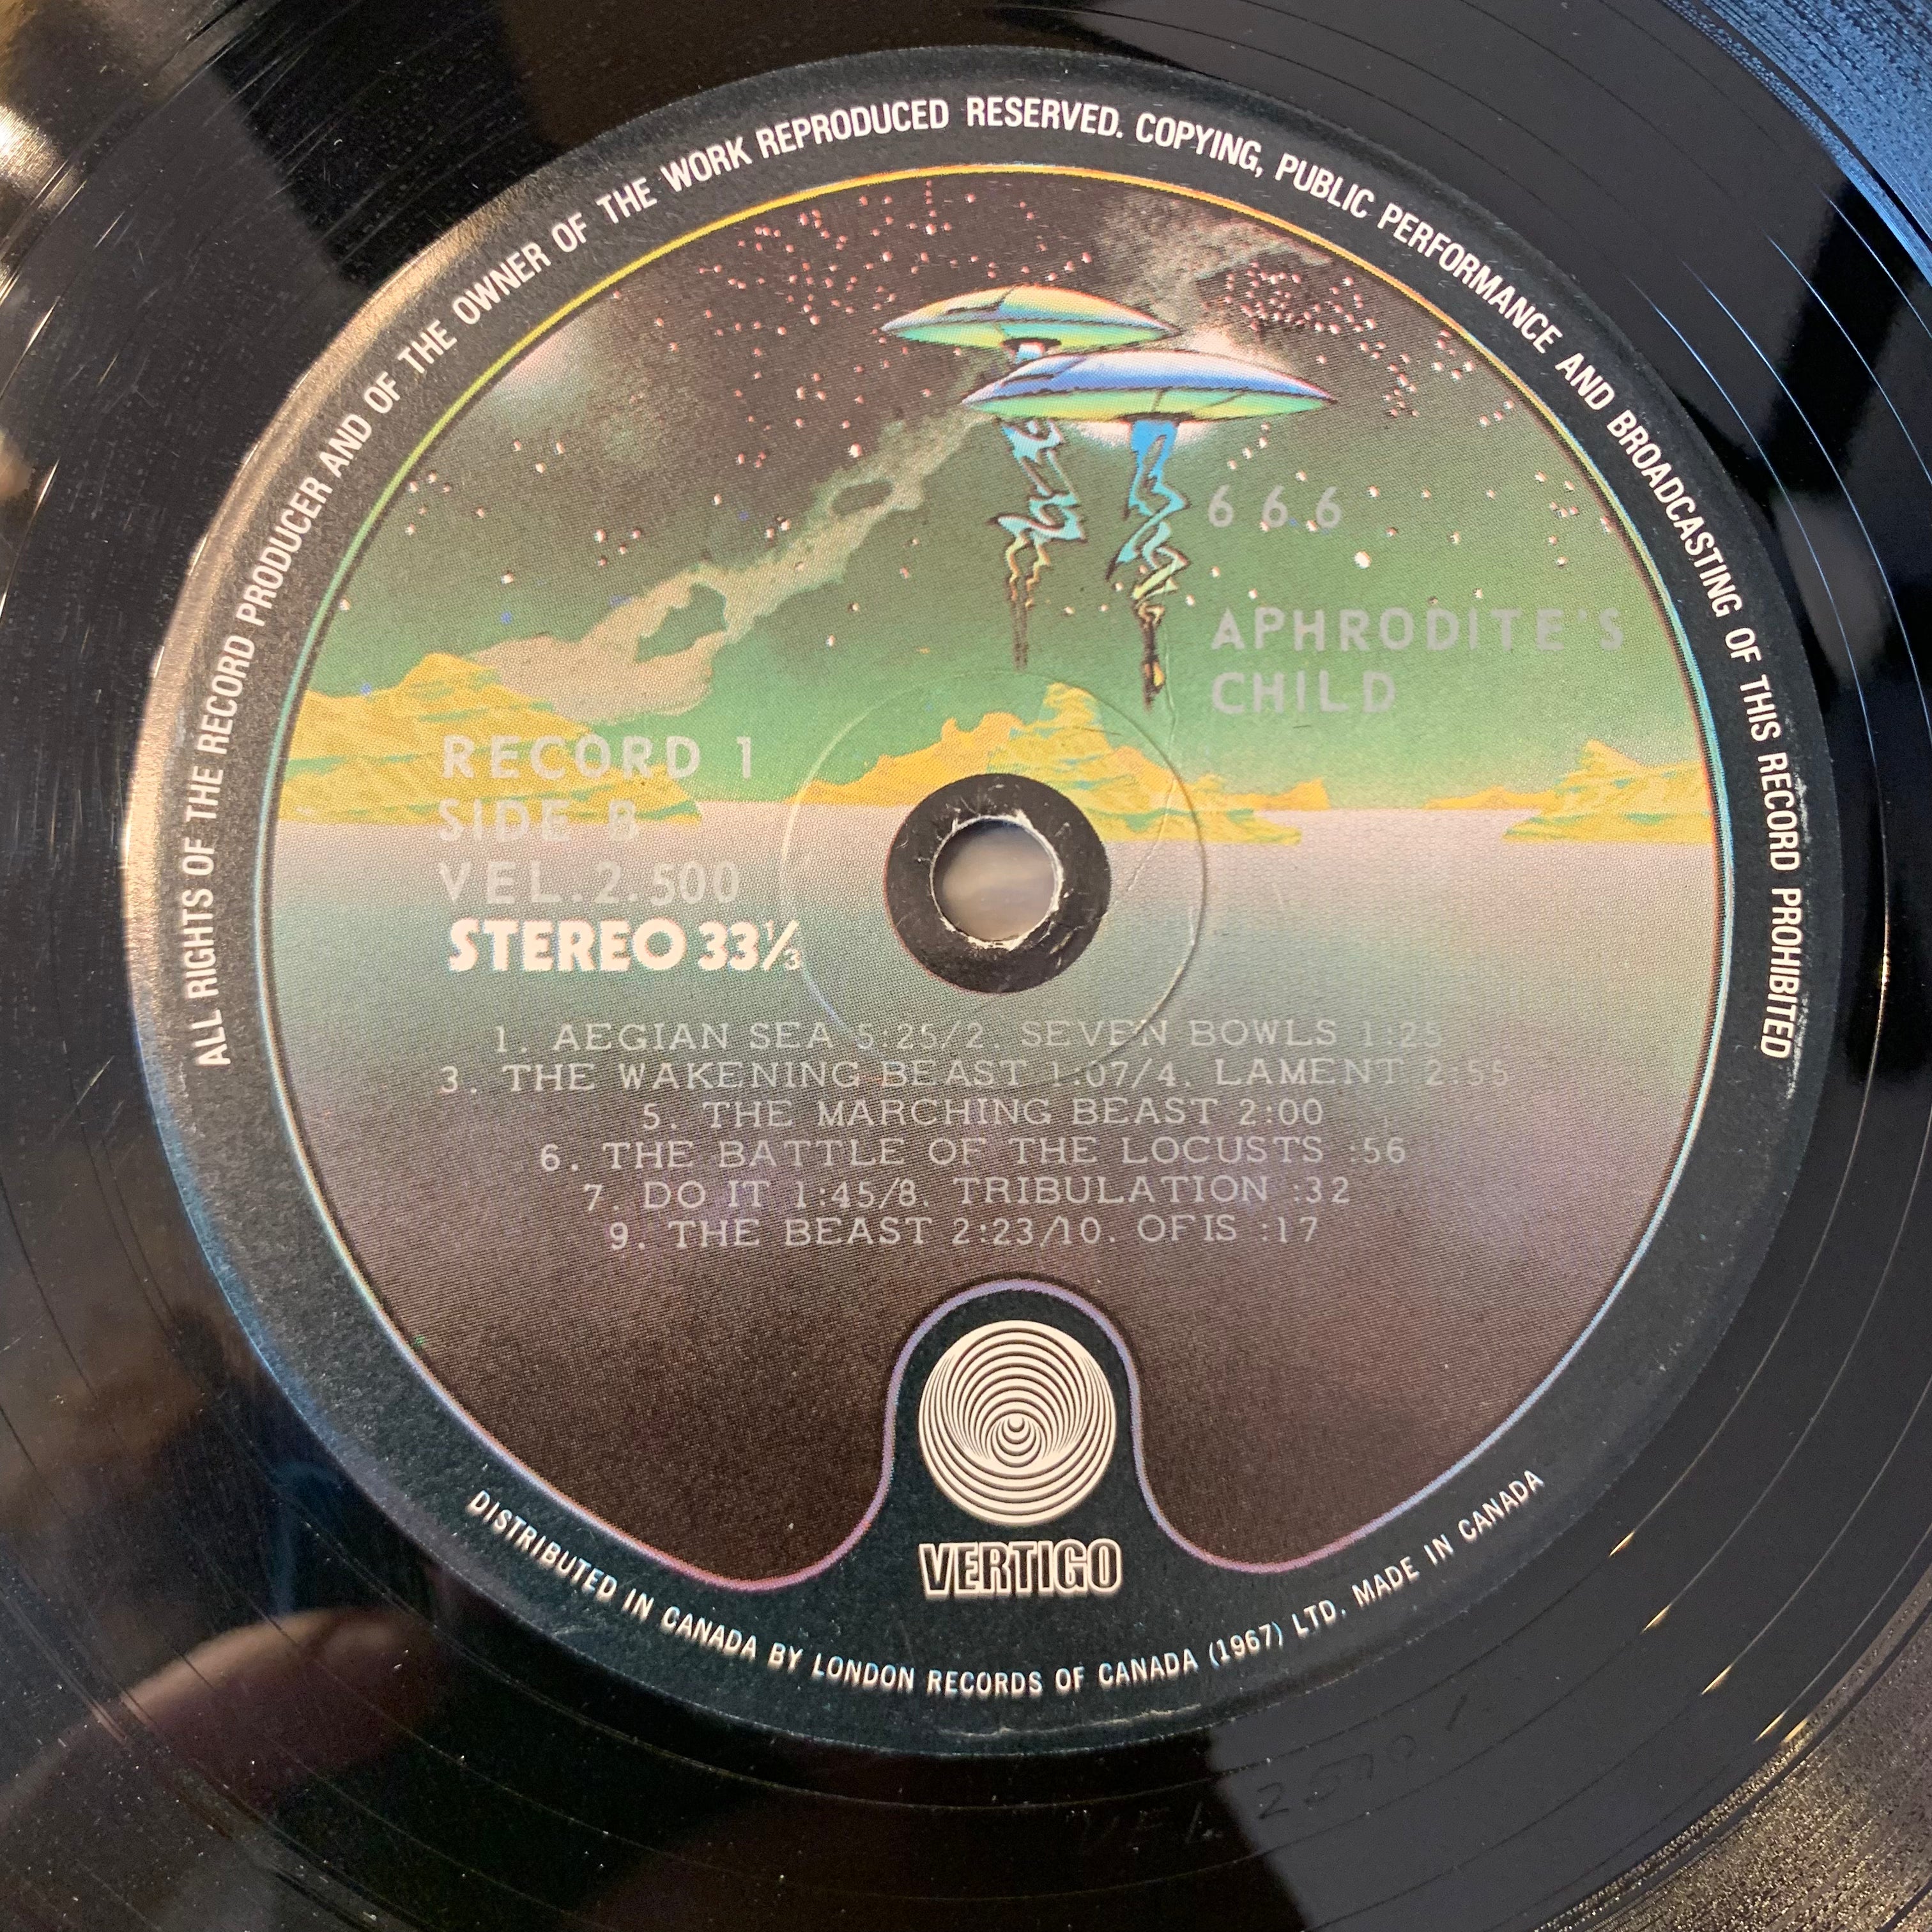 ALL RIGHTS OF THE RECORD PRODUCER AND OF THE OWNER OF THE WORK REPRODUCED RESERVED. COPYING, PUBLIC PERFORMANCE AND BROADCASTING OF THIS RECORD PROHIBITED
6 6 6
APHRODITE'S
CHILD
RECORD 1
SIDE B
VEL.2.500
STEREO 33⅓
1. AEGIAN SEA 5:25/2. SEVEN BOWLS 1:25
3. THE WAKENING BEAST 1:07/4. LAMENT 2:55
5. THE MARCHING BEAST 2:00
6. THE BATTLE OF THE LOCUSTS :56
7. DO IT 1:45/8. TRIBULATION :32
9. THE BEAST 2:23/10. OFIS :17
VERTIGO
DISTRIBUTED IN CANADA BY LONDON RECORDS OF CANADA (1967) LTD. MADE IN CANADA